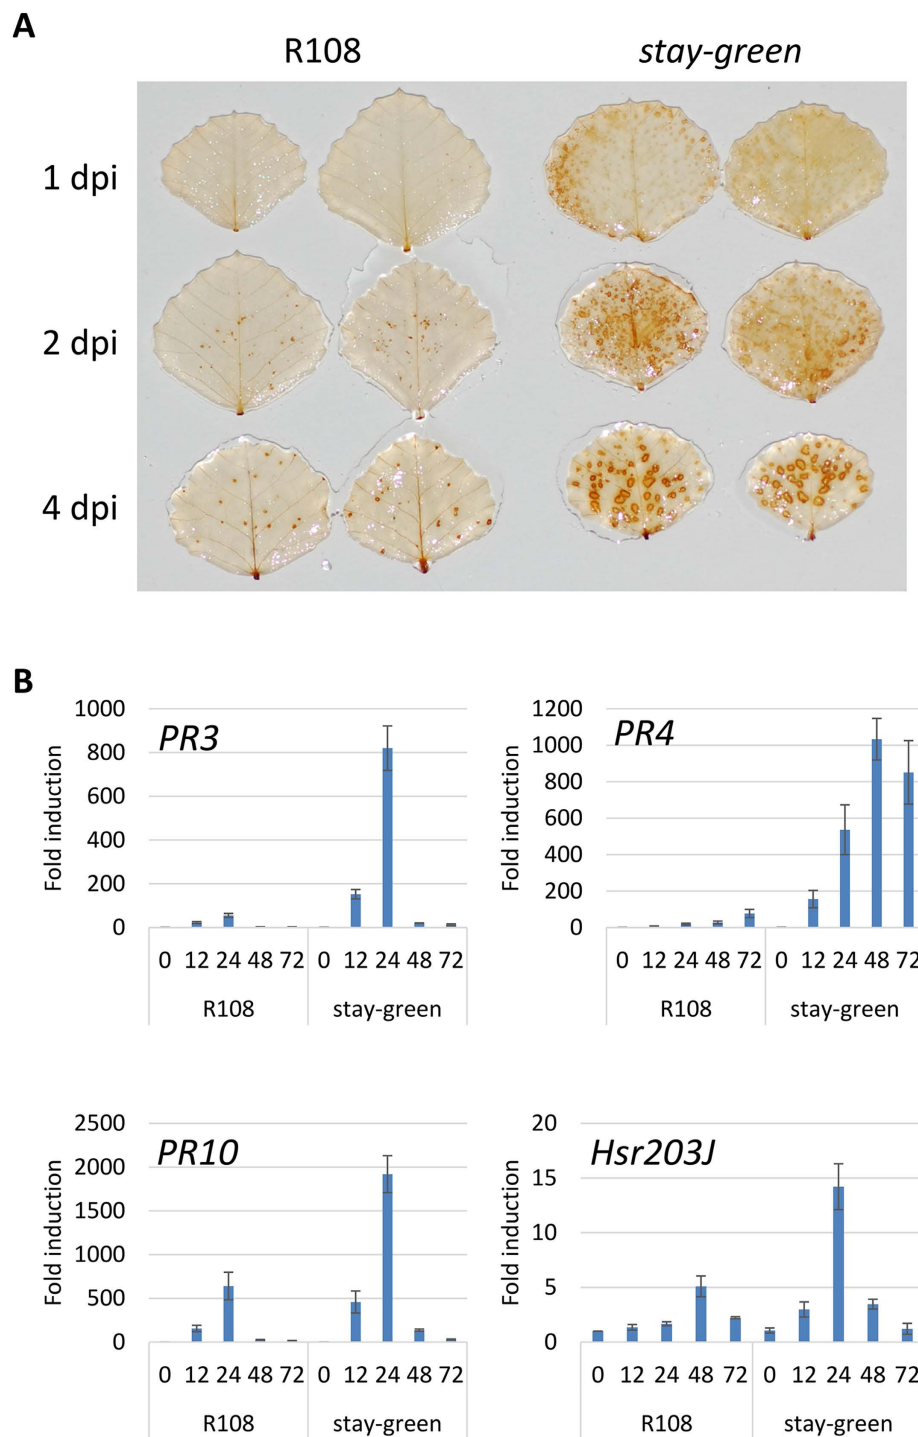 A
R108 stay-green
1 dpi
2 dpi
4 dpi
B
PR3
Fold induction
1000
800
600
400
200
0
0 12 24 48 72 0 12 24 48 72
R108 stay-green
PR4
Fold induction
1200
1000
800
600
400
200
0
0 12 24 48 72 0 12 24 48 72
R108 stay-green
PR10
Fold induction
2500
2000
1500
1000
500
0
0 12 24 48 72 0 12 24 48 72
R108 stay-green
Hsr203J
Fold induction
20
15
10
5
0
0 12 24 48 72 0 12 24 48 72
R108 stay-green